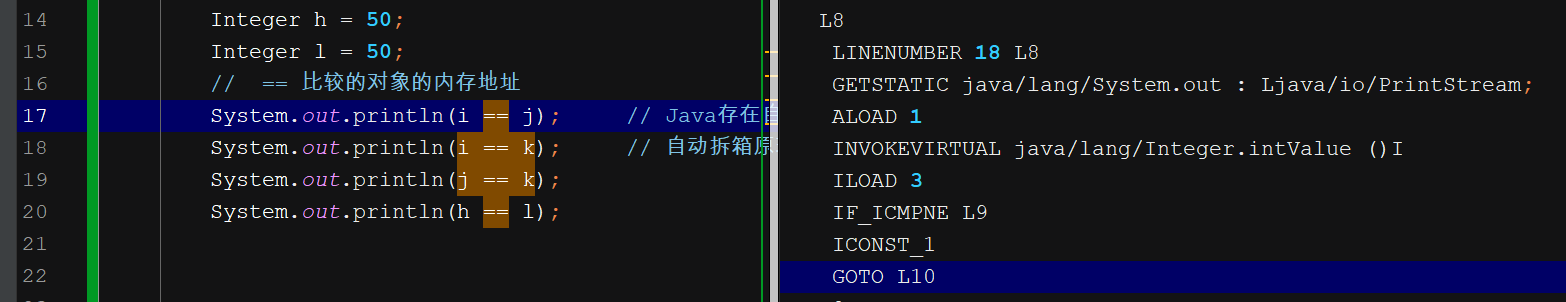 14 Integer h = 50;
15 Integer l = 50;
16 // == 比较的对象的内存地址
17 System.out.println(i == j); // Java存在自
18 System.out.println(i == k); // 自动拆箱原
19 System.out.println(j == k);
20 System.out.println(h == l);
21
22
L8
LINENUMBER 18 L8
GETSTATIC java/lang/System.out : Ljava/io/PrintStream;
ALOAD 1
INVOKEVIRTUAL java/lang/Integer.intValue ()I
ILOAD 3
IF_ICMPNE L9
ICONST_1
GOTO L10